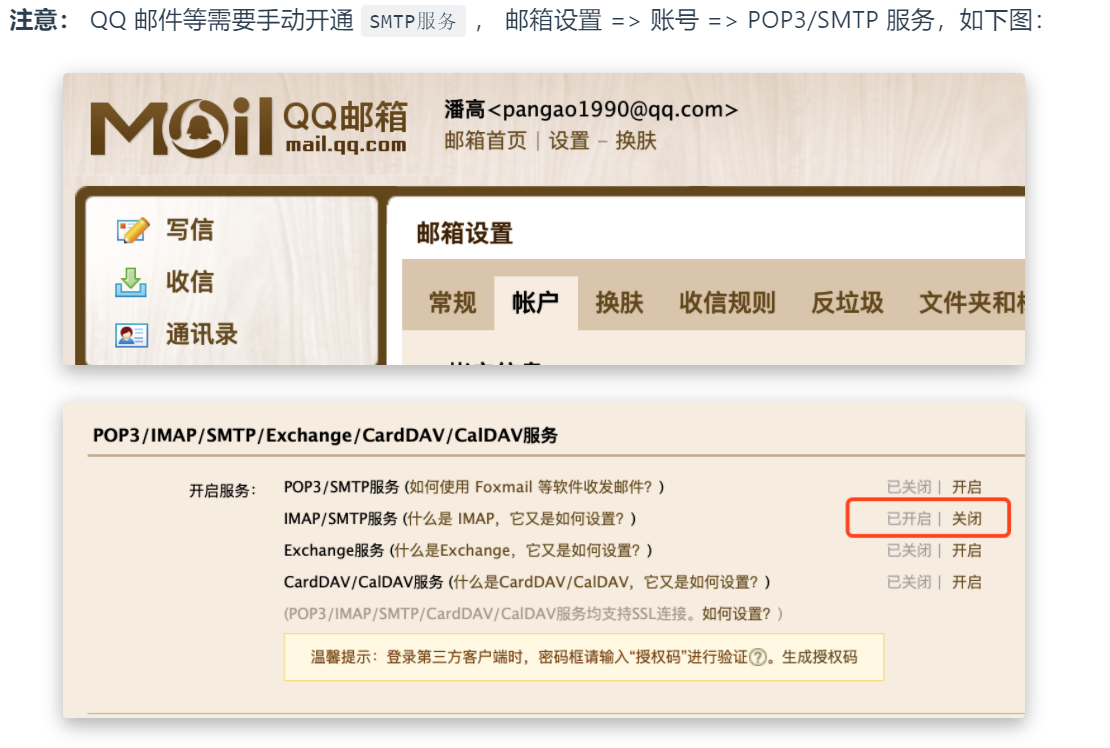 注意： QQ 邮件等需要手动开通 SMTP服务 ， 邮箱设置 => 账号 => POP3/SMTP 服务，如下图：
Mail QQ邮箱
mail.qq.com
潘高<pangao1990@qq.com>
邮箱首页 | 设置 – 换肤
写信
收信
通讯录
邮箱设置
常规 帐户 换肤 收信规则 反垃圾 文件夹和
POP3/IMAP/SMTP/Exchange/CardDAV/CalDAV服务
开启服务： POP3/SMTP服务 (如何使用 Foxmail 等软件收发邮件？) 已关闭 | 开启
IMAP/SMTP服务 (什么是 IMAP，它又是如何设置？) 已开启 | 关闭
Exchange服务 (什么是Exchange，它又是如何设置？) 已关闭 | 开启
CardDAV/CalDAV服务 (什么是CardDAV/CalDAV，它又是如何设置？) 已关闭 | 开启
(POP3/IMAP/SMTP/CardDAV/CalDAV服务均支持SSL连接。如何设置？)
温馨提示：登录第三方客户端时，密码框请输入“授权码”进行验证?。生成授权码